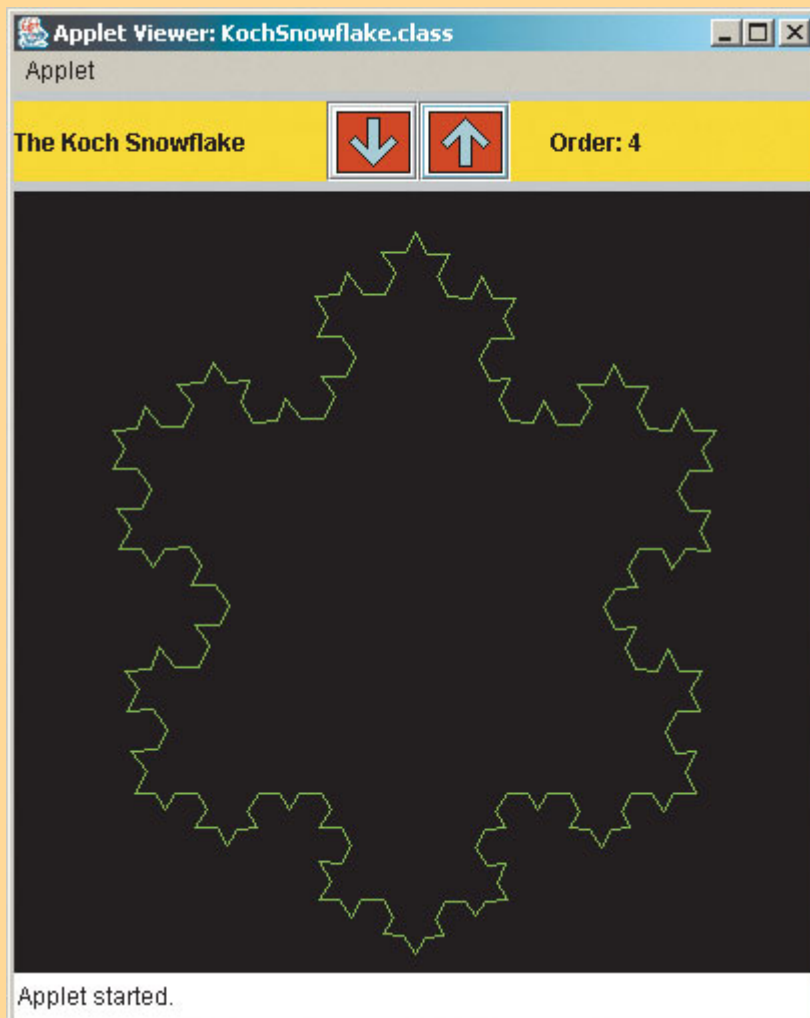 Applet Viewer: KochSnowflake.class
Applet
The Koch Snowflake
Order: 4
Applet started.